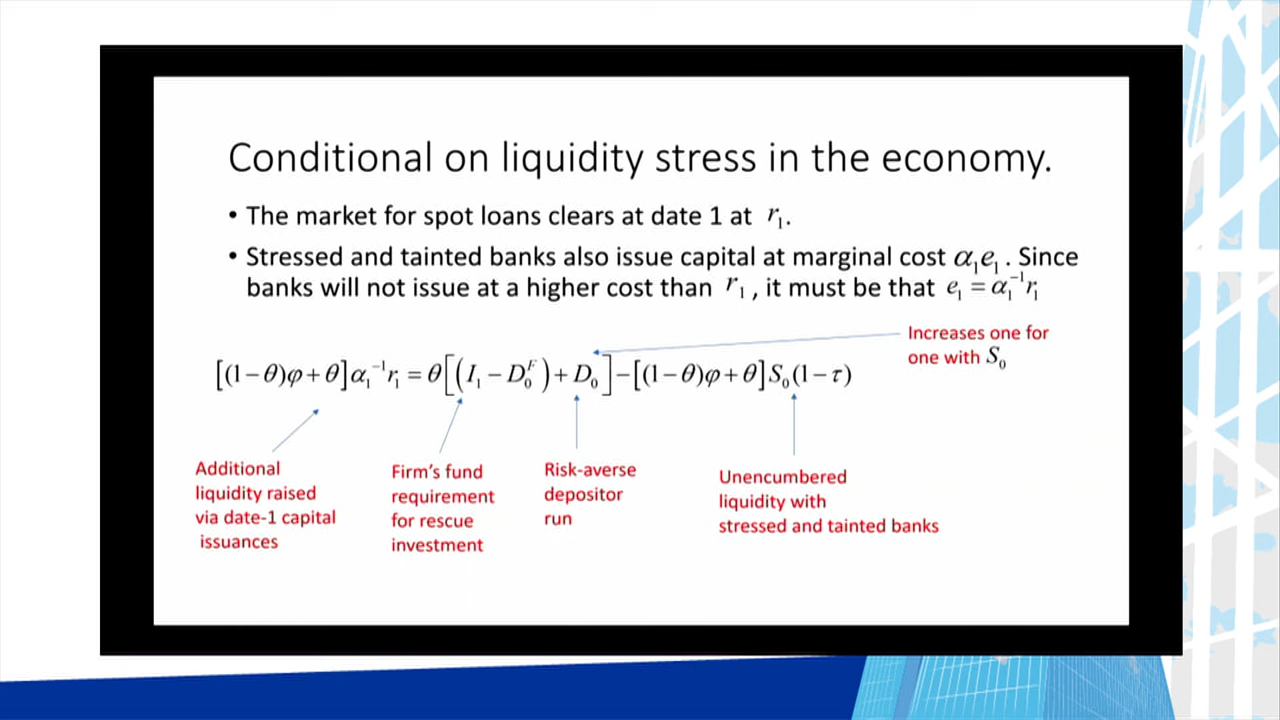 Conditional on liquidity stress in the economy.
• The market for spot loans clears at date 1 at r₁.
• Stressed and tainted banks also issue capital at marginal cost α₁e₁ . Since
banks will not issue at a higher cost than r₁ , it must be that e₁ = α₁⁻¹r₁
Increases one for
one with S₀
[(1−θ)φ+θ]α₁⁻¹r₁ = θ[(I₁ − D₀ᶠ)+D₀]−[(1−θ)φ+θ]S₀(1−τ)
Additional
liquidity raised
via date-1 capital
issuances
Firm's fund
requirement
for rescue
investment
Risk-averse
depositor
run
Unencumbered
liquidity with
stressed and tainted banks